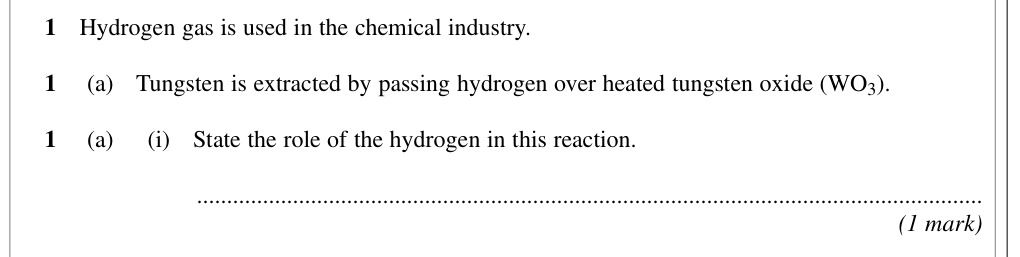 1 Hydrogen gas is used in the chemical industry.
1 (a) Tungsten is extracted by passing hydrogen over heated tungsten oxide (WO₃).
1 (a) (i) State the role of the hydrogen in this reaction.
....................................................................................................................................
(1 mark)